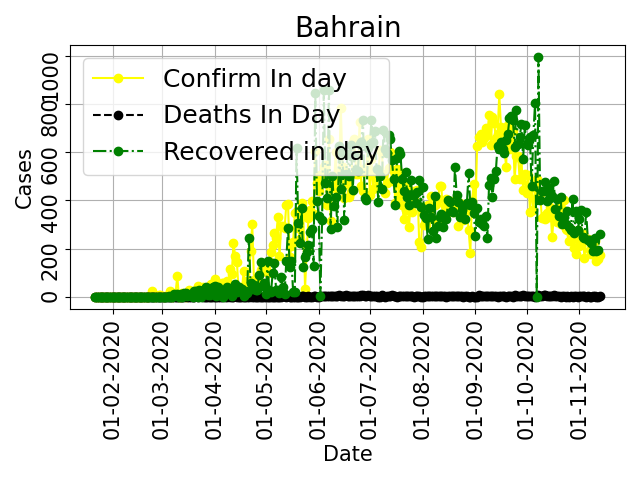 Bahrain
Confirm In day
Deaths In Day
Recovered in day
Cases
1000
800
600
400
200
0
01-02-2020
01-03-2020
01-04-2020
01-05-2020
01-06-2020
01-07-2020
01-08-2020
01-09-2020
01-10-2020
01-11-2020
Date